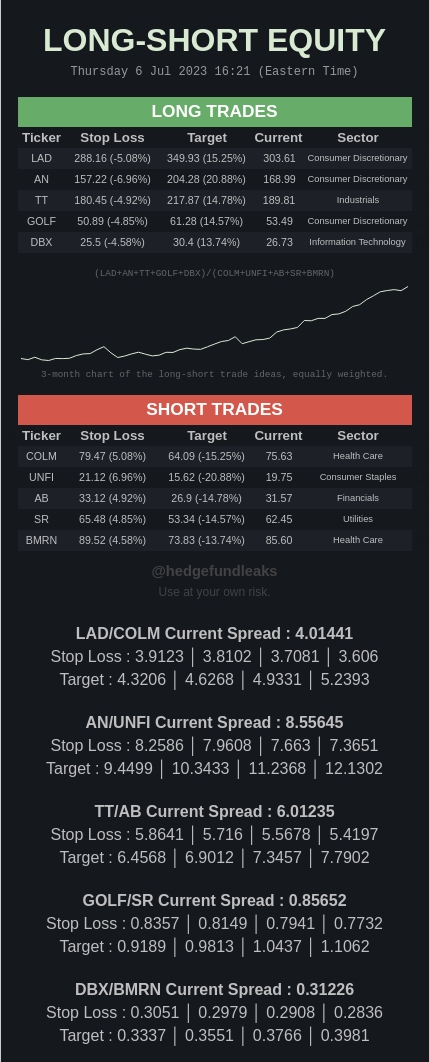 LONG-SHORT EQUITY
Thursday 6 Jul 2023 16:21 (Eastern Time)
LONG TRADES
Ticker Stop Loss Target Current Sector
LAD 288.16 (-5.08%) 349.93 (15.25%) 303.61 Consumer Discretionary
AN 157.22 (-6.96%) 204.28 (20.88%) 168.99 Consumer Discretionary
TT 180.45 (-4.92%) 217.87 (14.78%) 189.81 Industrials
GOLF 50.89 (-4.85%) 61.28 (14.57%) 53.49 Consumer Discretionary
DBX 25.5 (-4.58%) 30.4 (13.74%) 26.73 Information Technology
(LAD+AN+TT+GOLF+DBX)/(COLM+UNFI+AB+SR+BMRN)
3-month chart of the long-short trade ideas, equally weighted.
SHORT TRADES
Ticker Stop Loss Target Current Sector
COLM 79.47 (5.08%) 64.09 (-15.25%) 75.63 Health Care
UNFI 21.12 (6.96%) 15.62 (-20.88%) 19.75 Consumer Staples
AB 33.12 (4.92%) 26.9 (-14.78%) 31.57 Financials
SR 65.48 (4.85%) 53.34 (-14.57%) 62.45 Utilities
BMRN 89.52 (4.58%) 73.83 (-13.74%) 85.60 Health Care
@hedgefundleaks
Use at your own risk.
LAD/COLM Current Spread : 4.01441
Stop Loss : 3.9123 │ 3.8102 │ 3.7081 │ 3.606
Target : 4.3206 │ 4.6268 │ 4.9331 │ 5.2393
AN/UNFI Current Spread : 8.55645
Stop Loss : 8.2586 │ 7.9608 │ 7.663 │ 7.3651
Target : 9.4499 │ 10.3433 │ 11.2368 │ 12.1302
TT/AB Current Spread : 6.01235
Stop Loss : 5.8641 │ 5.716 │ 5.5678 │ 5.4197
Target : 6.4568 │ 6.9012 │ 7.3457 │ 7.7902
GOLF/SR Current Spread : 0.85652
Stop Loss : 0.8357 │ 0.8149 │ 0.7941 │ 0.7732
Target : 0.9189 │ 0.9813 │ 1.0437 │ 1.1062
DBX/BMRN Current Spread : 0.31226
Stop Loss : 0.3051 │ 0.2979 │ 0.2908 │ 0.2836
Target : 0.3337 │ 0.3551 │ 0.3766 │ 0.3981